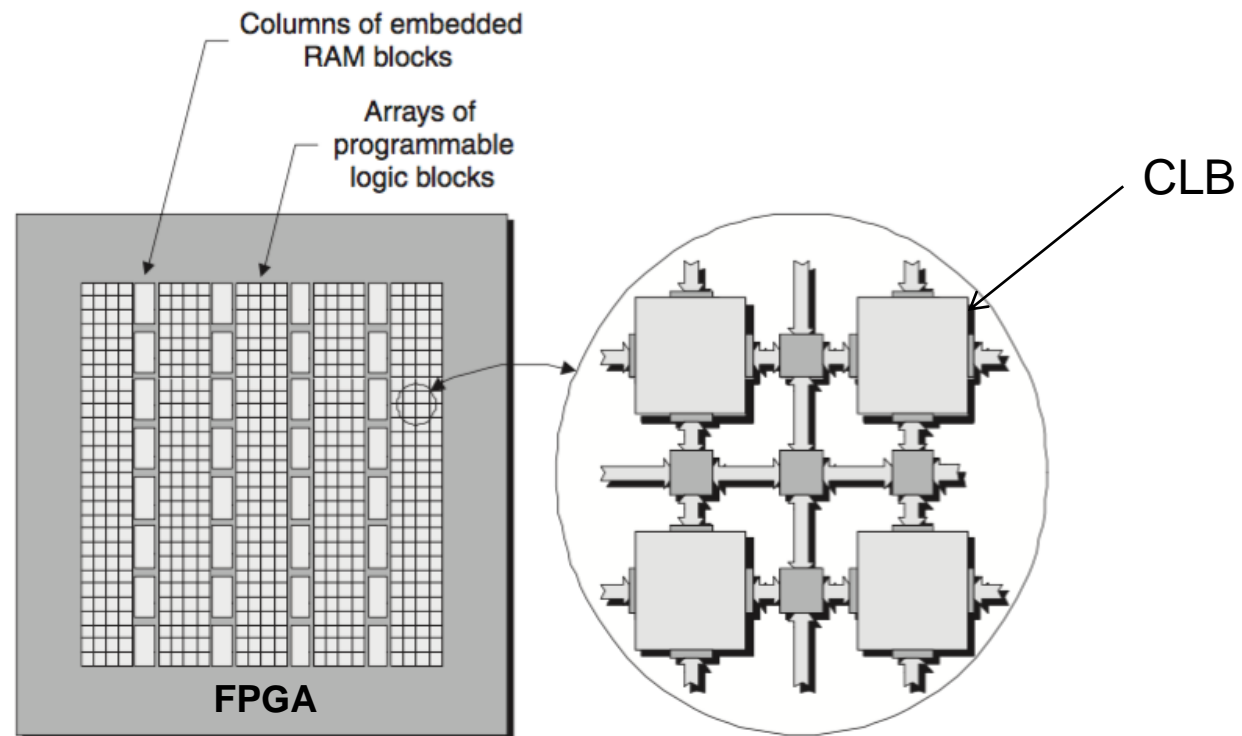 Columns of embedded
RAM blocks
Arrays of
programmable
logic blocks
CLB
FPGA